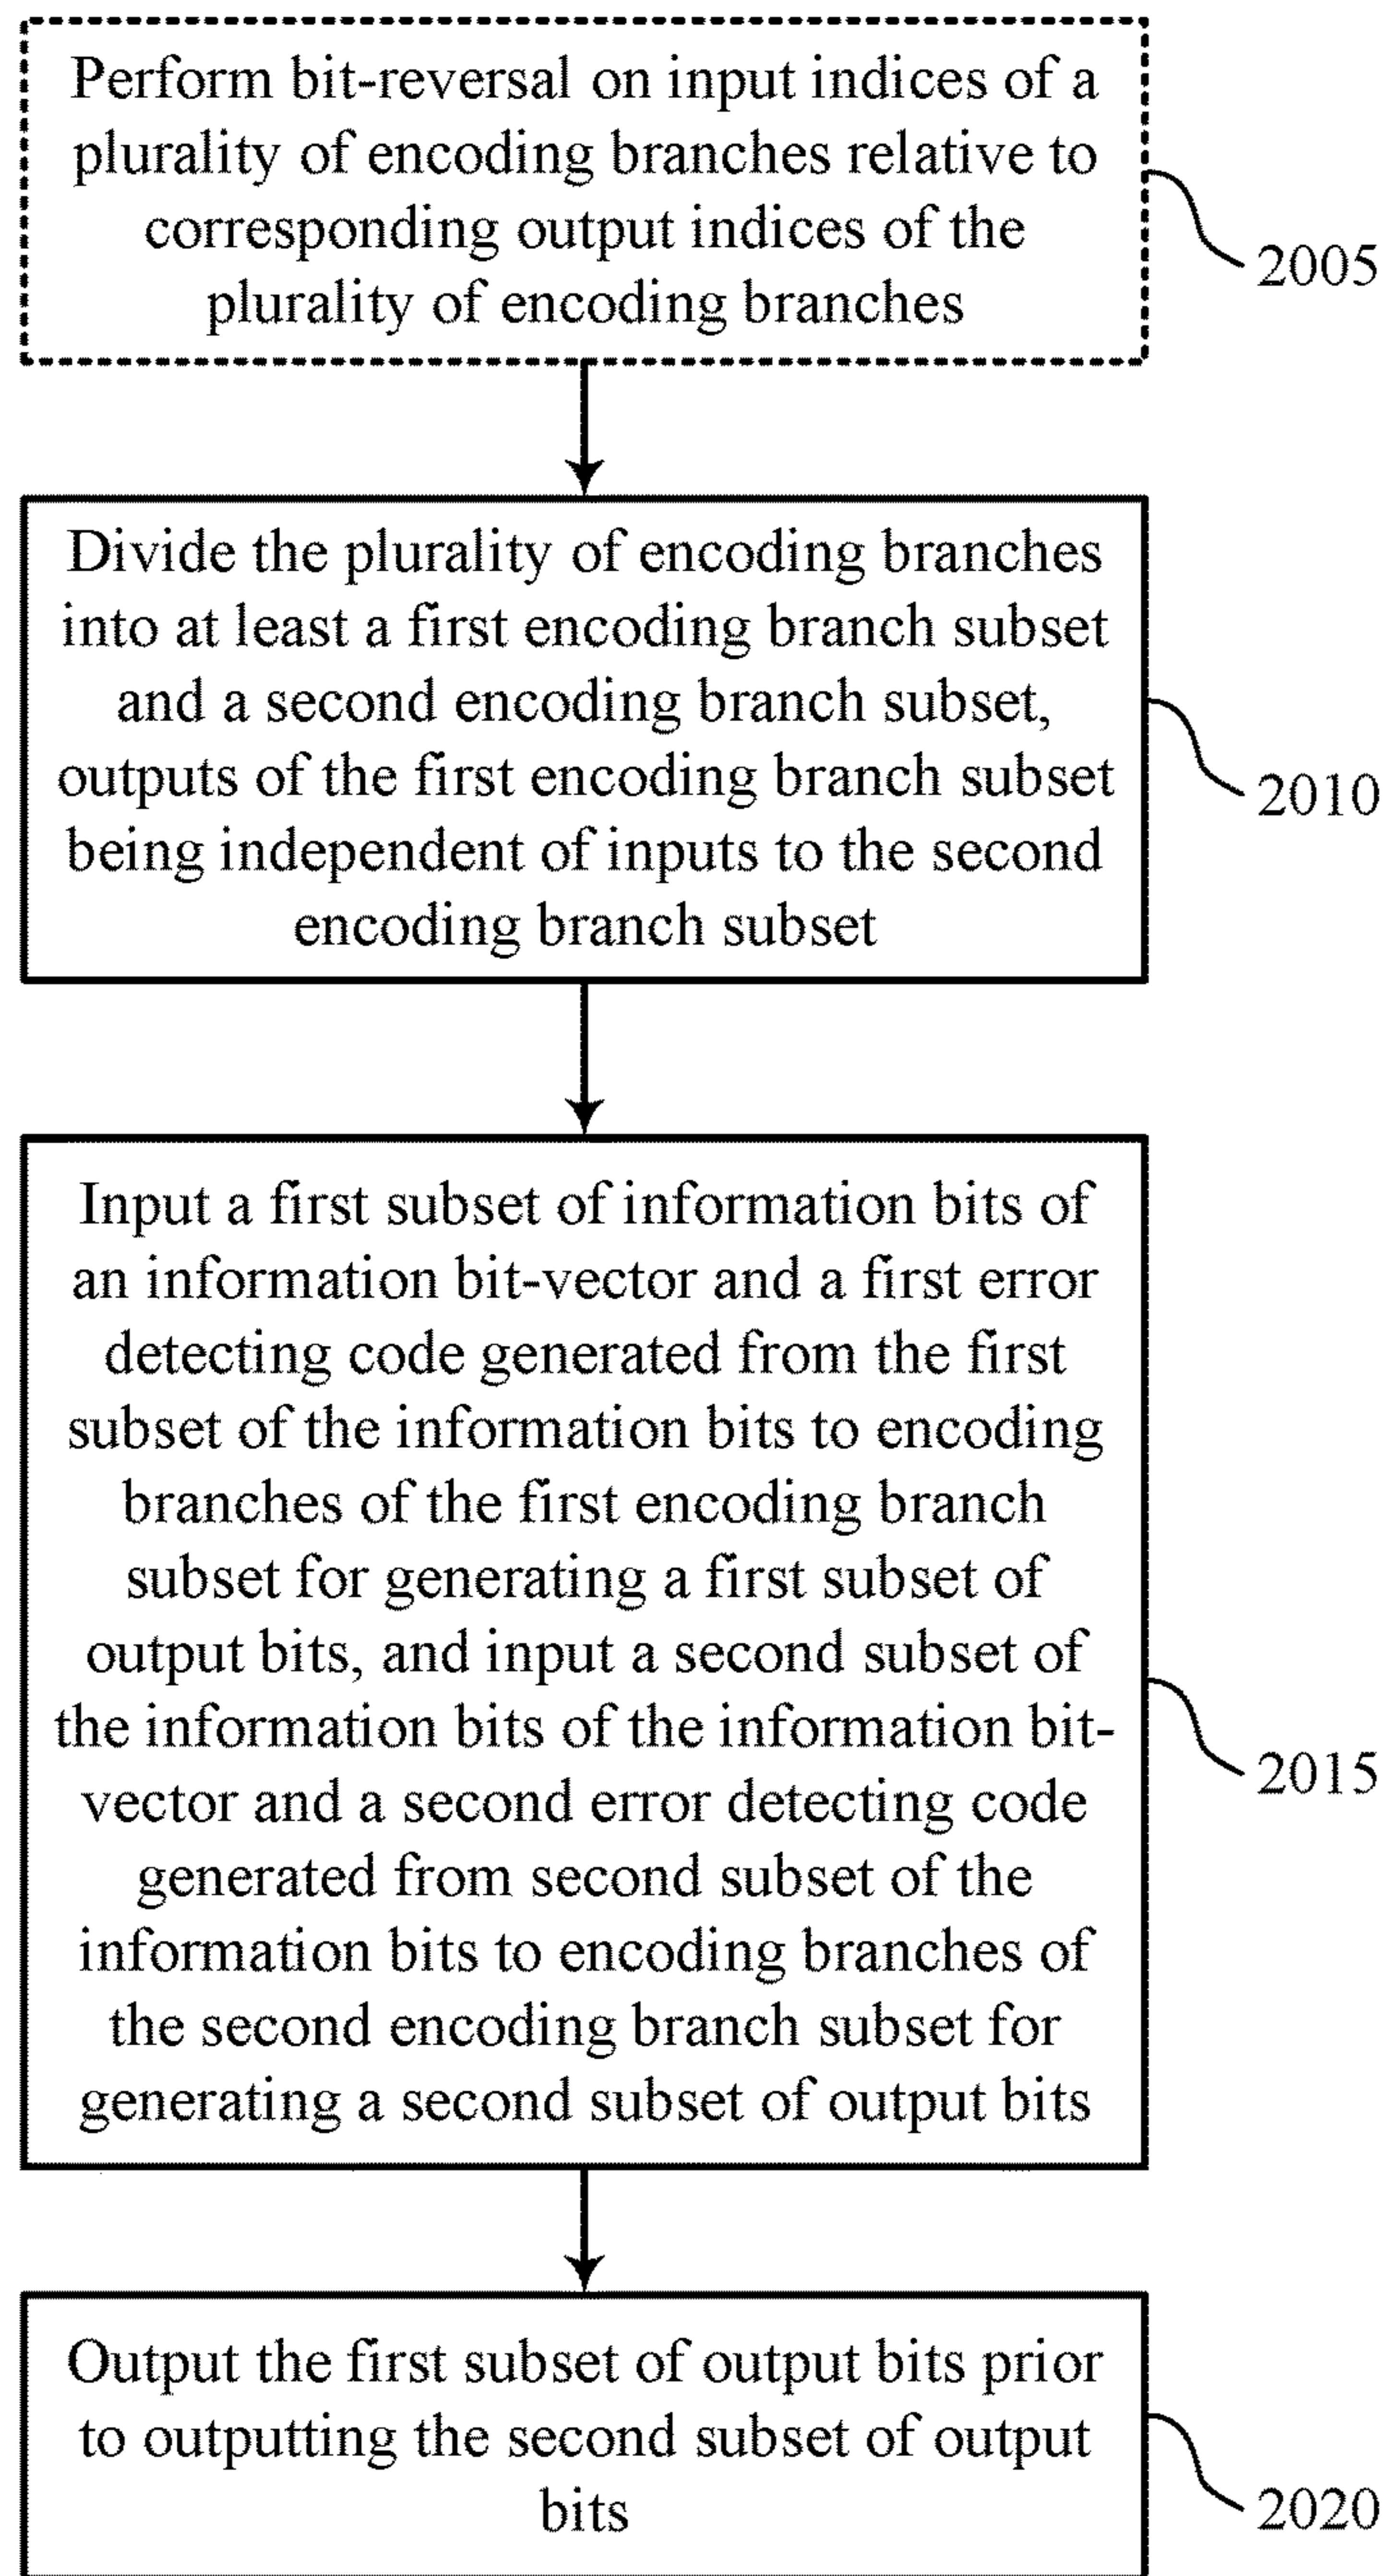 Perform bit-reversal on input indices of a
plurality of encoding branches relative to
corresponding output indices of the
plurality of encoding branches
2005
Divide the plurality of encoding branches
into at least a first encoding branch subset
and a second encoding branch subset,
outputs of the first encoding branch subset
being independent of inputs to the second
encoding branch subset
2010
Input a first subset of information bits of
an information bit-vector and a first error
detecting code generated from the first
subset of the information bits to encoding
branches of the first encoding branch
subset for generating a first subset of
output bits, and input a second subset of
the information bits of the information bit-
vector and a second error detecting code
generated from second subset of the
information bits to encoding branches of
the second encoding branch subset for
generating a second subset of output bits
2015
Output the first subset of output bits prior
to outputting the second subset of output
bits
2020